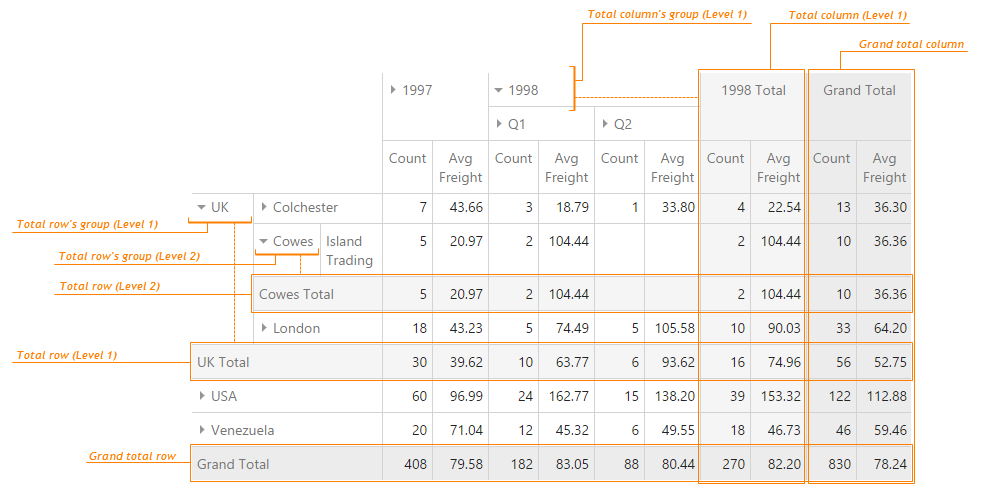 Total column's group (Level 1)
Total column (Level 1)
Grand total column
1997
1998
1998 Total
Grand Total
Q1
Q2
Count Avg Freight Count Avg Freight Count Avg Freight Count Avg Freight Count Avg Freight
UK Colchester 7 43.66 3 18.79 1 33.80 4 22.54 13 36.30
Total row's group (Level 1)
Cowes Island Trading 5 20.97 2 104.44 2 104.44 10 36.36
Total row's group (Level 2)
Total row (Level 2)
Cowes Total 5 20.97 2 104.44 2 104.44 10 36.36
London 18 43.23 5 74.49 5 105.58 10 90.03 33 64.20
Total row (Level 1)
UK Total 30 39.62 10 63.77 6 93.62 16 74.96 56 52.75
USA 60 96.99 24 162.77 15 138.20 39 153.32 122 112.88
Venezuela 20 71.04 12 45.32 6 49.55 18 46.73 46 59.46
Grand total row
Grand Total 408 79.58 182 83.05 88 80.44 270 82.20 830 78.24